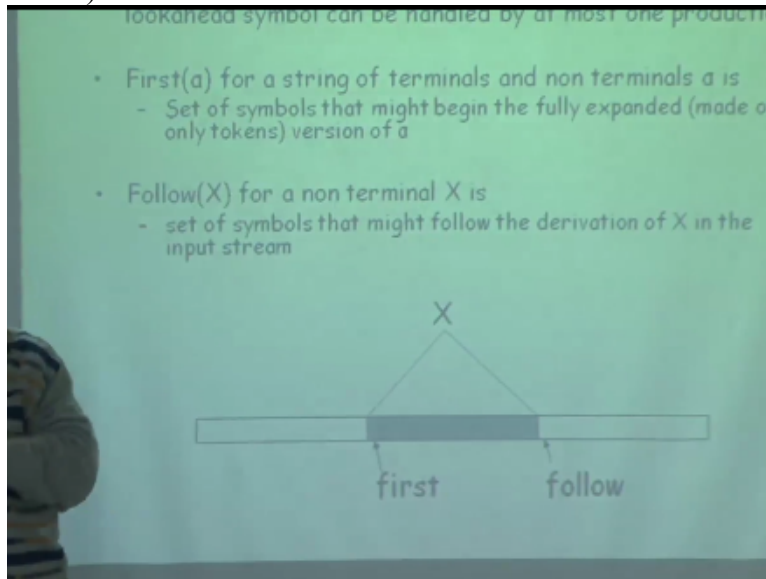 lookahead symbol can be handled by at most one producti
• First(a) for a string of terminals and non terminals a is
- Set of symbols that might begin the fully expanded (made o
only tokens) version of a
• Follow(X) for a non terminal X is
- set of symbols that might follow the derivation of X in the
input stream
X
first follow